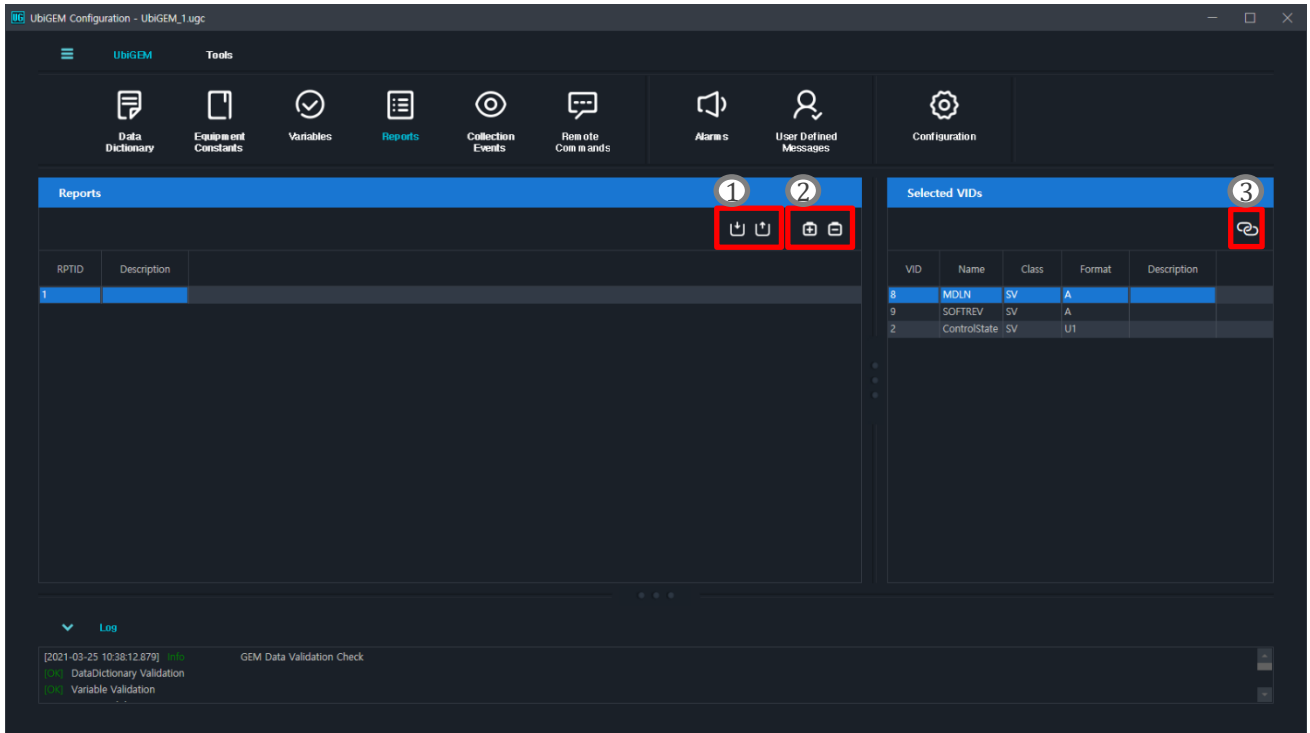 UG UbiGEM Configuration - UbiGEM_1.ugc
UbiGEM Tools
Data Dictionary
Equipment Constants
Variables
Reports
Collection Events
Remote Commands
Alarms
User Defined Messages
Configuration
Reports
1 2
RPTID Description
1
Selected VIDs
3
VID Name Class Format Description
8 MDLN SV A
9 SOFTREV SV A
2 ControlState SV U1
Log
[2021-03-25 10:38:12.879] Info GEM Data Validation Check
[OK] DataDictionary Validation
[OK] Variable Validation